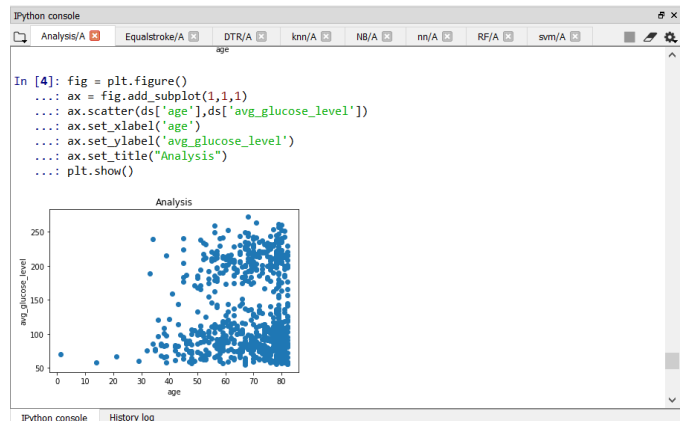 IPython console
Analysis/A Equalstroke/A DTR/A knn/A NB/A nn/A RF/A svm/A
age
In [4]: fig = plt.figure()
...: ax = fig.add_subplot(1,1,1)
...: ax.scatter(ds['age'],ds['avg_glucose_level'])
...: ax.set_xlabel('age')
...: ax.set_ylabel('avg_glucose_level')
...: ax.set_title("Analysis")
...: plt.show()
Analysis
avg_glucose_level
250
200
150
100
50
0 10 20 30 40 50 60 70 80
age
IPython console History log